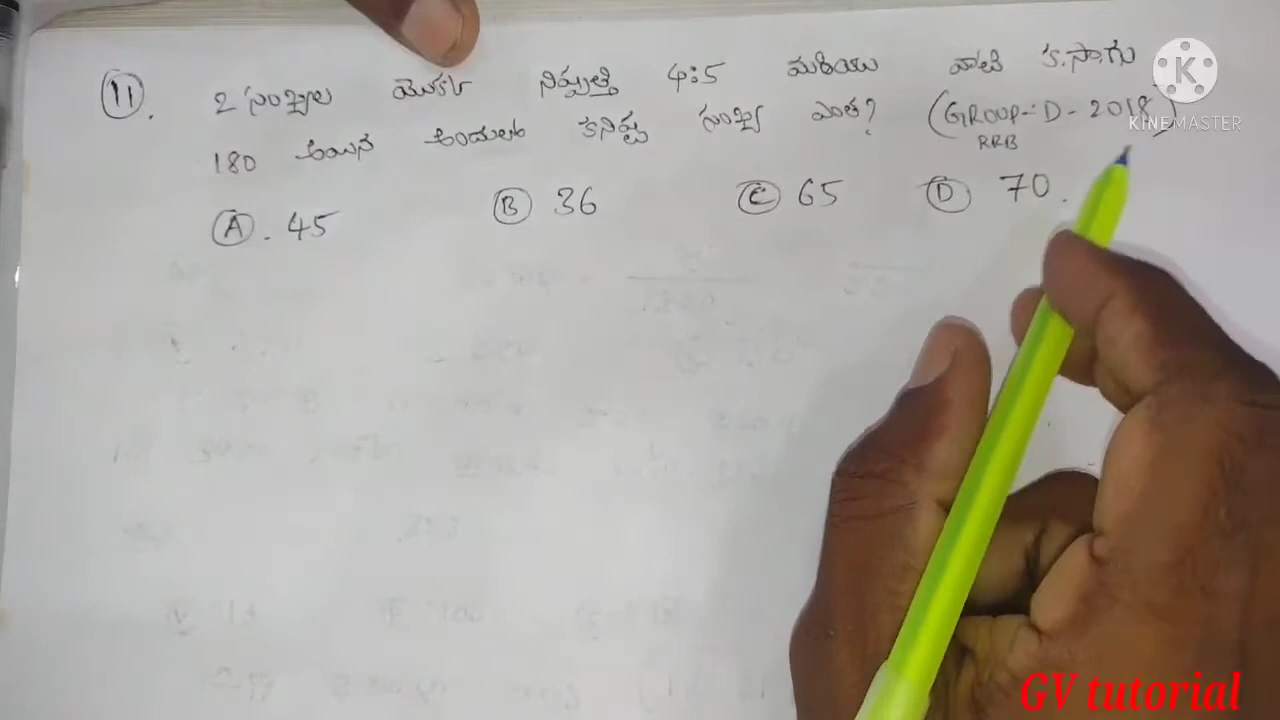 11. 2 సంఖ్యల యొక్క నిష్పత్తి 4:5 మరియు వాటి క.సా.గు
180 అయిన అందులో కనిష్ట సంఖ్య ఎంత? (GROUP-D-2018)
RRB
A. 45 B 36 C 65 D 70.
KINEMASTER
GV tutorial